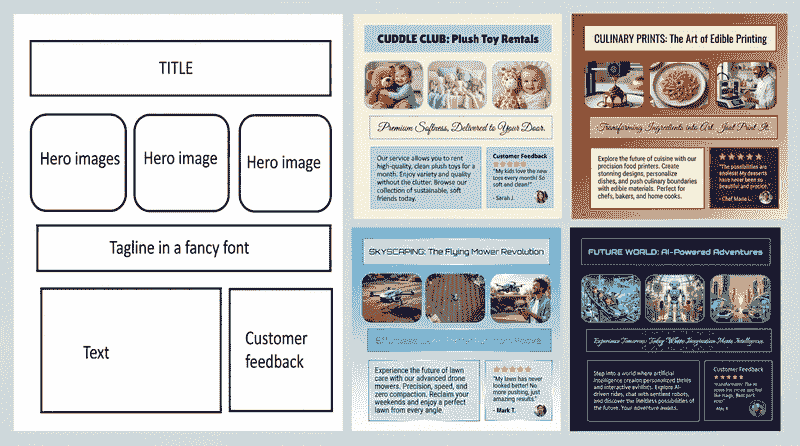 TITLE
Hero images
Hero image
Hero image
Tagline in a fancy font
Text
Customer
feedback
CUDDLE CLUB: Plush Toy Rentals
Premium Softness, Delivered to Your Door.
Our service allows you to rent
high-quality, clean plush toys for a
month. Enjoy variety and quality
without the clutter. Browse our
collection of sustainable, soft
friends today.
Customer Feedback
"My kids love the new
toys every month! So
soft and clean!"
- Sarah J.
CULINARY PRINTS: The Art of Edible Printing
Transforming Ingredients into Art. Just Print It.
Explore the future of cuisine with our
precision food printers. Create
stunning designs, personalize
dishes, and push culinary boundaries
with edible materials. Perfect for
chefs, bakers, and home cooks.
"The possibilities are
endless! My desserts
have never been so
beautiful and precise."
- Chef Marie L.
SKYSCAPING: The Flying Mower Revolution
Experience the future of lawn
care with our advanced drone
mowers. Precision, speed, and
zero compaction. Reclaim your
weekends and enjoy a perfect
lawn from every angle.
"My lawn has never
looked better! No
more pushing, just
amazing results."
- Mark T.
FUTURE WORLD: AI-Powered Adventures
Experience Tomorrow, Today. Where Imagination Meets Intelligence.
Step into a world where artificial
intelligence creates personalized thrills
and interactive exhibits. Explore AI-
driven rides, chat with sentient robots,
and discover the limitless possibilities
of the future. Your adventure awaits.
Customer Feedback